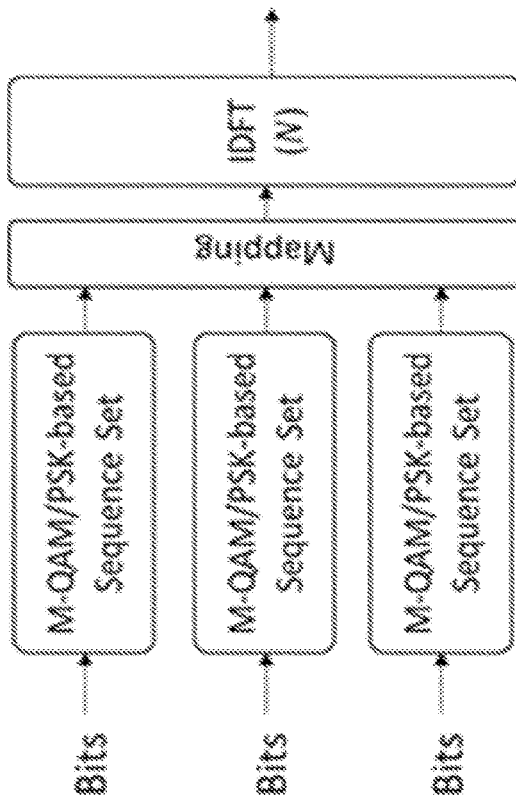 Bits
M-QAM/PSK-based
Sequence Set
Bits
M-QAM/PSK-based
Sequence Set
Bits
M-QAM/PSK-based
Sequence Set
Mapping
IDFT
(N)